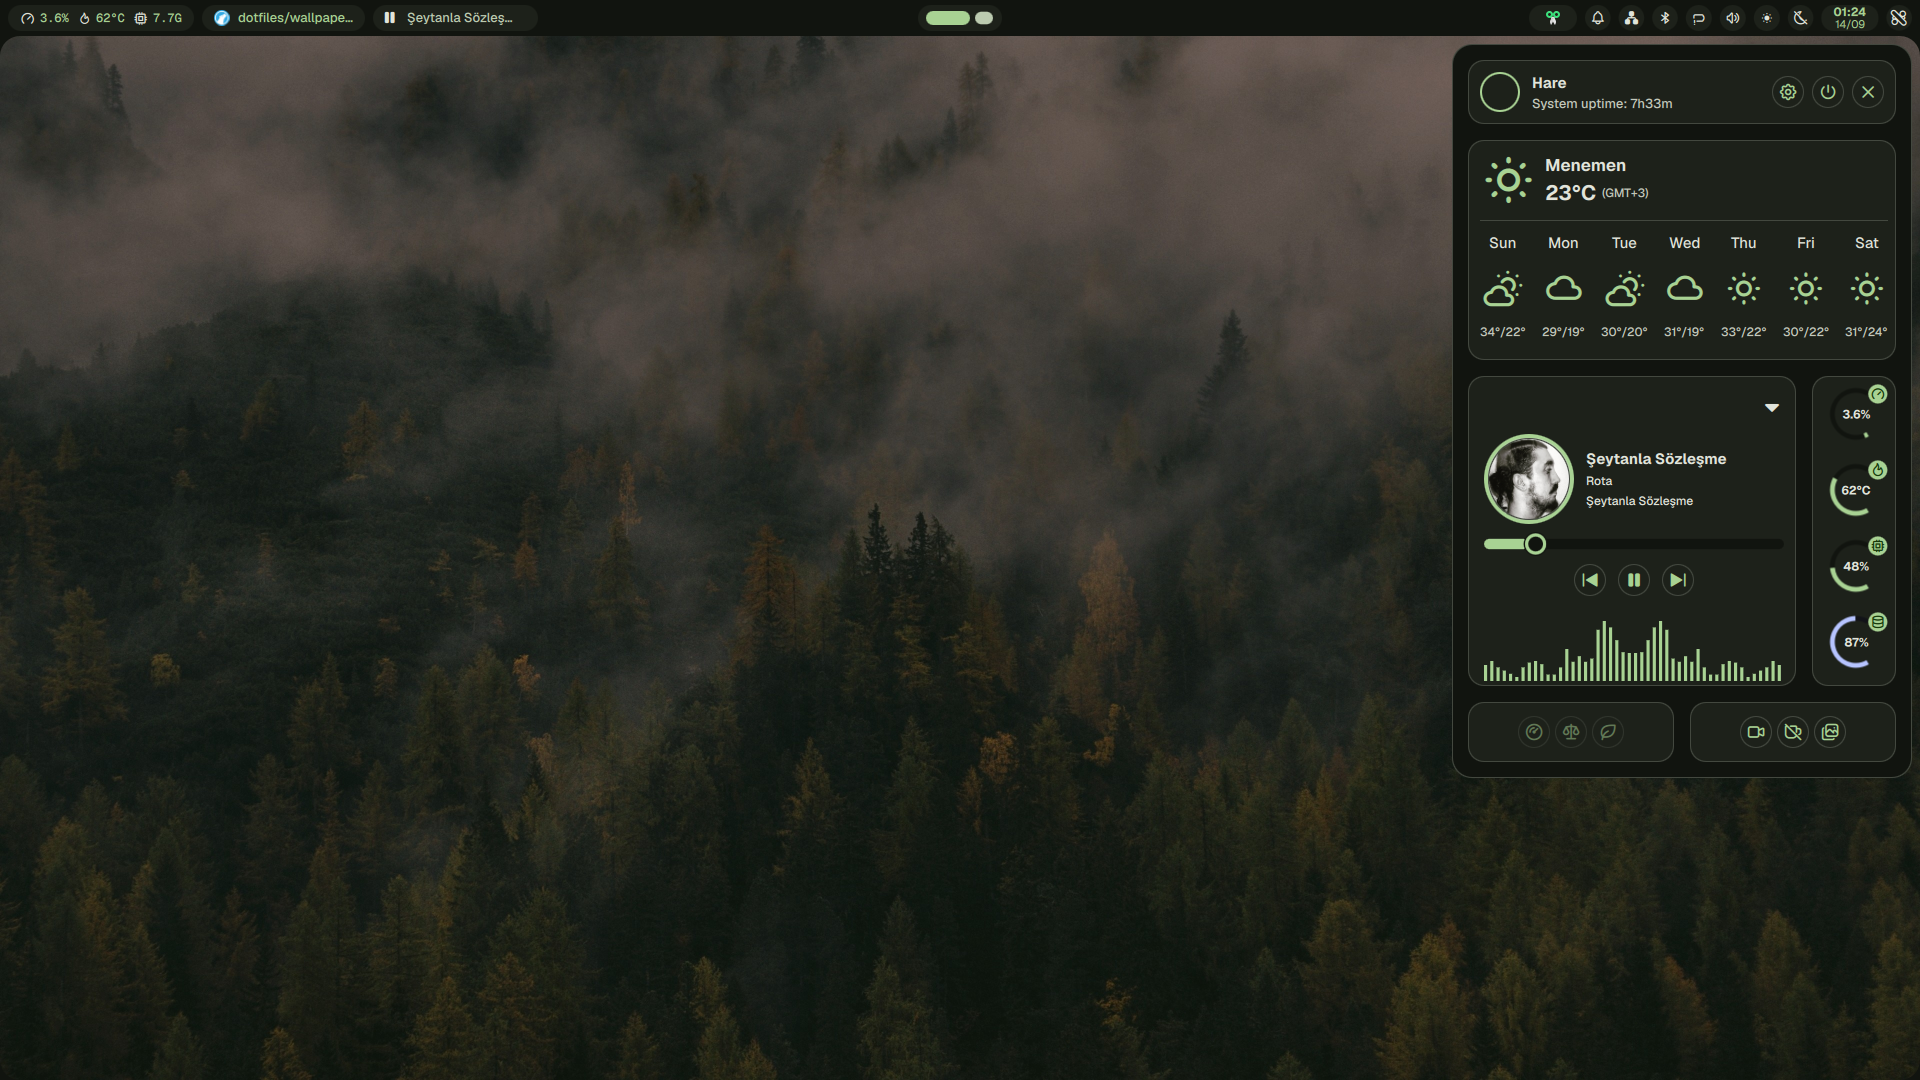 3.6% 62°C 7.7G dotfiles/wallpape... Şeytanla Sözleş... 01:24
14/09
Hare
System uptime: 7h33m
Menemen
23°C (GMT+3)
Sun Mon Tue Wed Thu Fri Sat
34°/22° 29°/19° 30°/20° 31°/19° 33°/22° 30°/22° 31°/24°
Şeytanla Sözleşme
Rota
Şeytanla Sözleşme
3.6%
62°C
48%
87%